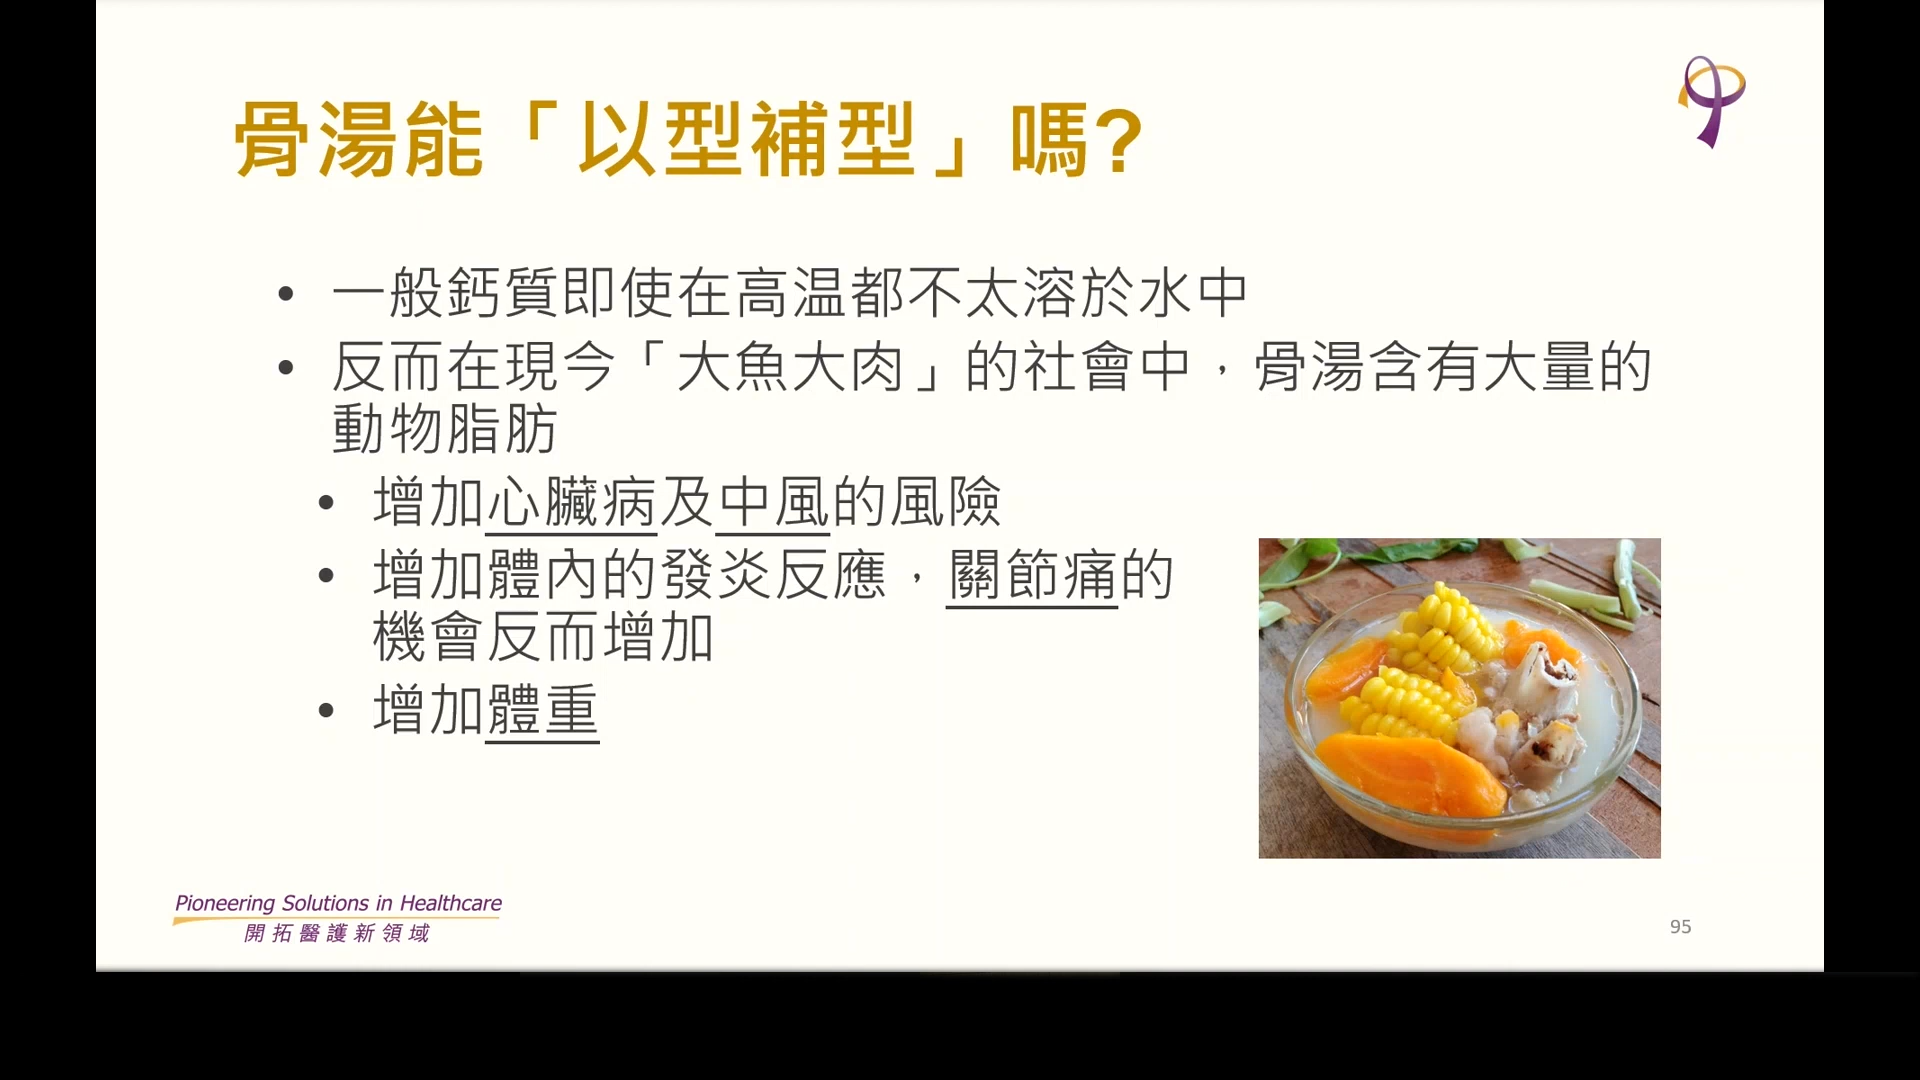 骨湯能「以型補型」嗎?
• 一般鈣質即使在高温都不太溶於水中
• 反而在現今「大魚大肉」的社會中，骨湯含有大量的
動物脂肪
• 增加心臟病及中風的風險
• 增加體內的發炎反應，關節痛的
機會反而增加
• 增加體重
Pioneering Solutions in Healthcare
開拓醫護新領域
95